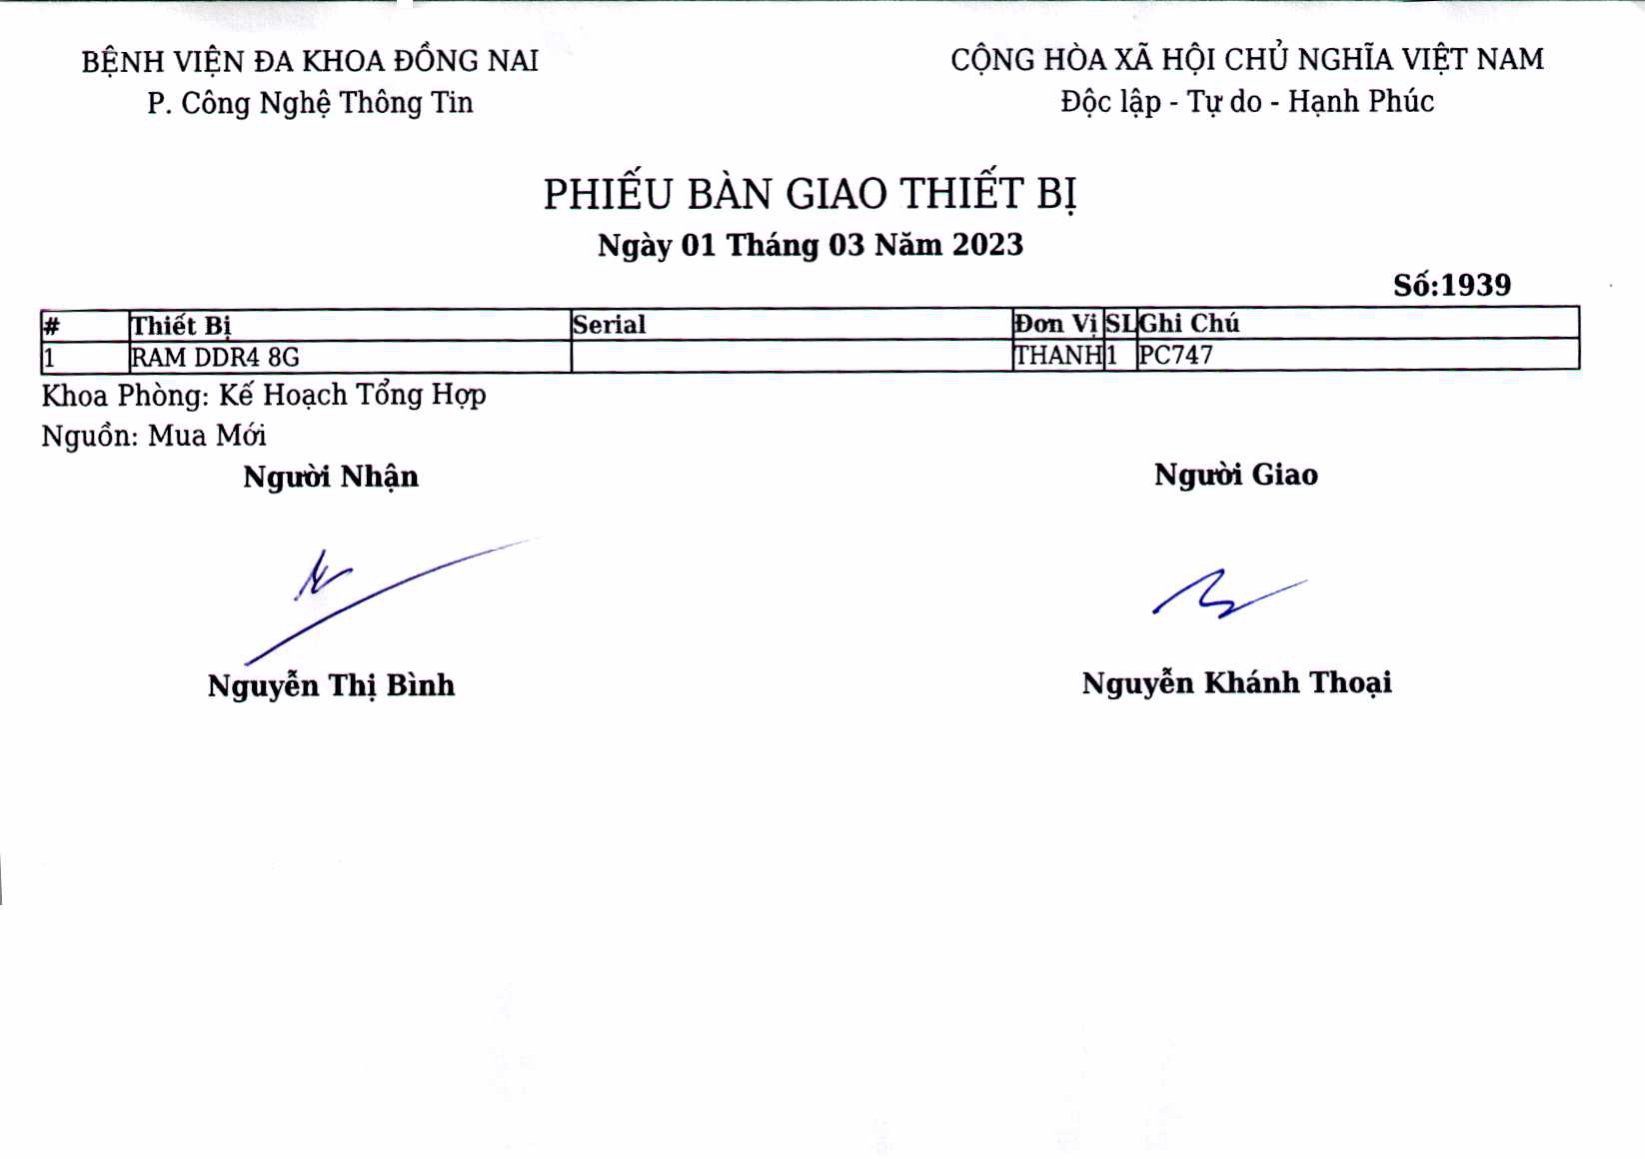 BỆNH VIỆN ĐA KHOA ĐỒNG NAI
P. Công Nghệ Thông Tin
CỘNG HÒA XÃ HỘI CHỦ NGHĨA VIỆT NAM
Độc lập - Tự do - Hạnh Phúc
PHIẾU BÀN GIAO THIẾT BỊ
Ngày 01 Tháng 03 Năm 2023
Số:1939
# Thiết Bị Serial Đơn Vị SL Ghi Chú
1 RAM DDR4 8G THANH 1 PC747
Khoa Phòng: Kế Hoạch Tổng Hợp
Nguồn: Mua Mới
Người Nhận Người Giao
Nguyễn Thị Bình Nguyễn Khánh Thoại